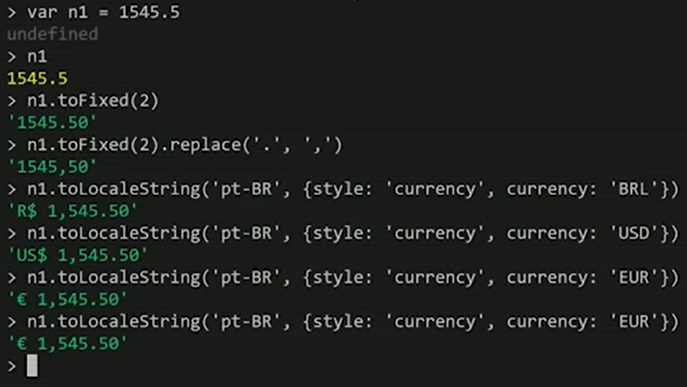 > var n1 = 1545.5
undefined
> n1
1545.5
> n1.toFixed(2)
'1545.50'
> n1.toFixed(2).replace('.', ',')
'1545,50'
> n1.toLocaleString('pt-BR', {style: 'currency', currency: 'BRL'})
'R$ 1,545.50'
> n1.toLocaleString('pt-BR', {style: 'currency', currency: 'USD'})
'US$ 1,545.50'
> n1.toLocaleString('pt-BR', {style: 'currency', currency: 'EUR'})
'€ 1,545.50'
> n1.toLocaleString('pt-BR', {style: 'currency', currency: 'EUR'})
'€ 1,545.50'
>